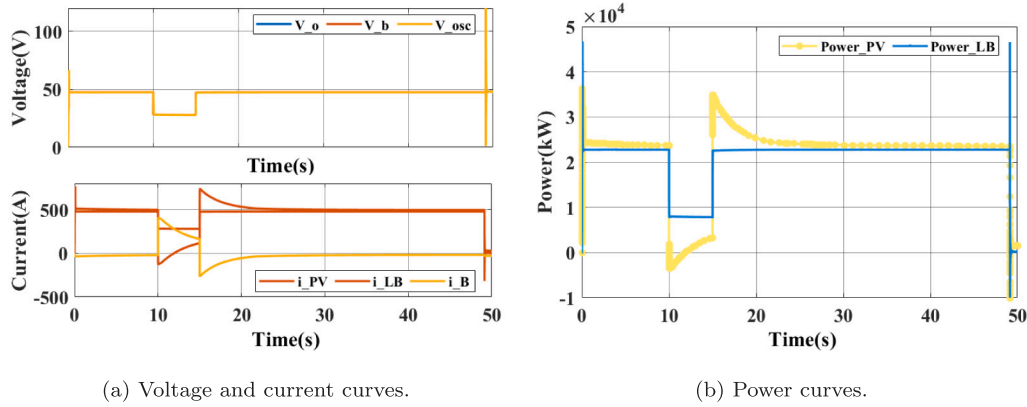 V_o V_b V_osc
Voltage(V)
100
50
0
Time(s)
Current(A)
500
0
-500
i_PV i_LB i_B
0 10 20 30 40 50
Time(s)
(a) Voltage and current curves.
×10⁴
Power_PV Power_LB
Power(kW)
5
4
3
2
1
0
-1
0 10 20 30 40 50
Time(s)
(b) Power curves.